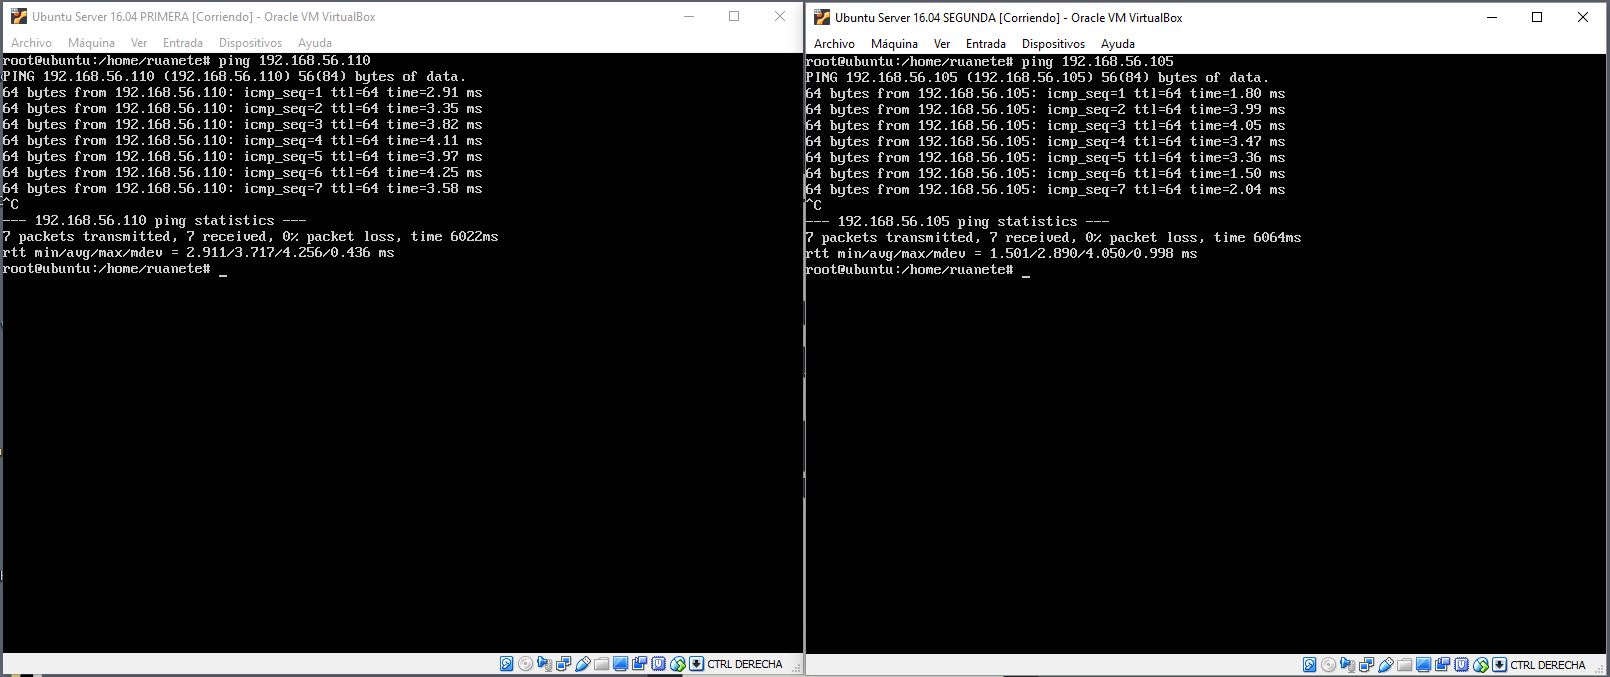 Ubuntu Server 16.04 PRIMERA [Corriendo] - Oracle VM VirtualBox
Archivo Máquina Ver Entrada Dispositivos Ayuda
root@ubuntu:/home/ruanete# ping 192.168.56.110
PING 192.168.56.110 (192.168.56.110) 56(84) bytes of data.
64 bytes from 192.168.56.110: icmp_seq=1 ttl=64 time=2.91 ms
64 bytes from 192.168.56.110: icmp_seq=2 ttl=64 time=3.35 ms
64 bytes from 192.168.56.110: icmp_seq=3 ttl=64 time=3.82 ms
64 bytes from 192.168.56.110: icmp_seq=4 ttl=64 time=4.11 ms
64 bytes from 192.168.56.110: icmp_seq=5 ttl=64 time=3.97 ms
64 bytes from 192.168.56.110: icmp_seq=6 ttl=64 time=4.25 ms
64 bytes from 192.168.56.110: icmp_seq=7 ttl=64 time=3.58 ms
^C
--- 192.168.56.110 ping statistics ---
7 packets transmitted, 7 received, 0% packet loss, time 6022ms
rtt min/avg/max/mdev = 2.911/3.717/4.256/0.436 ms
root@ubuntu:/home/ruanete# _
CTRL DERECHA
Ubuntu Server 16.04 SEGUNDA [Corriendo] - Oracle VM VirtualBox
Archivo Máquina Ver Entrada Dispositivos Ayuda
root@ubuntu:/home/ruanete# ping 192.168.56.105
PING 192.168.56.105 (192.168.56.105) 56(84) bytes of data.
64 bytes from 192.168.56.105: icmp_seq=1 ttl=64 time=1.80 ms
64 bytes from 192.168.56.105: icmp_seq=2 ttl=64 time=3.99 ms
64 bytes from 192.168.56.105: icmp_seq=3 ttl=64 time=4.05 ms
64 bytes from 192.168.56.105: icmp_seq=4 ttl=64 time=3.47 ms
64 bytes from 192.168.56.105: icmp_seq=5 ttl=64 time=3.36 ms
64 bytes from 192.168.56.105: icmp_seq=6 ttl=64 time=1.50 ms
64 bytes from 192.168.56.105: icmp_seq=7 ttl=64 time=2.04 ms
^C
--- 192.168.56.105 ping statistics ---
7 packets transmitted, 7 received, 0% packet loss, time 6064ms
rtt min/avg/max/mdev = 1.501/2.890/4.050/0.998 ms
root@ubuntu:/home/ruanete# _
CTRL DERECHA